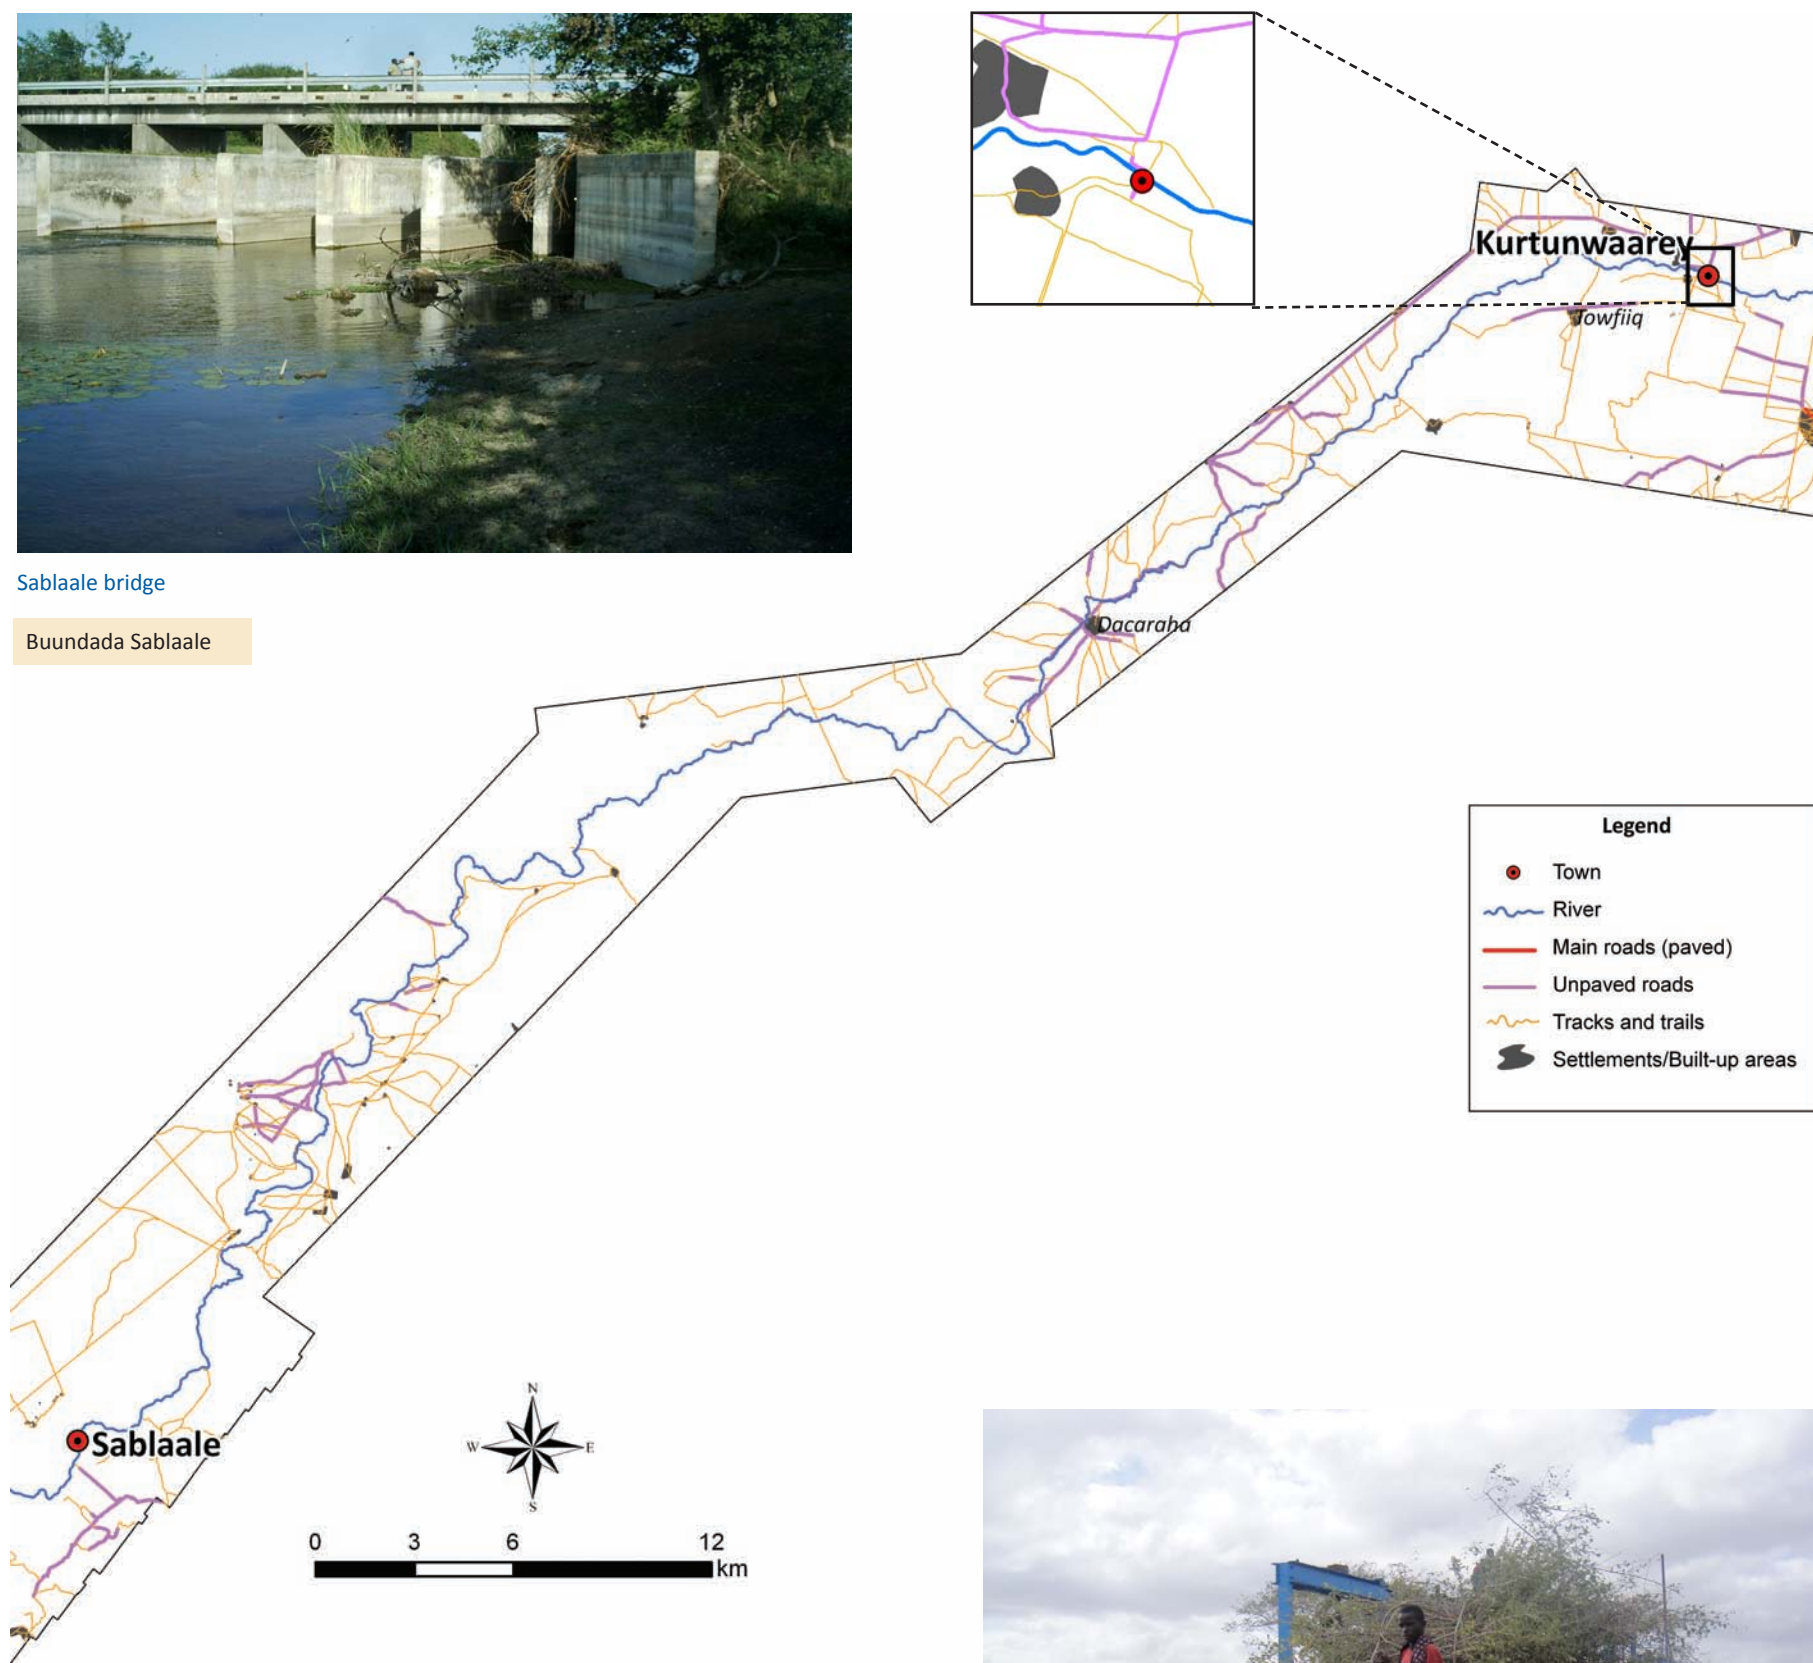 Sablaale bridge
Buundada Sablaale
Kurtunwaarey
Towfiiq
Dacaraha
Legend
Town
River
Main roads (paved)
Unpaved roads
Tracks and trails
Settlements/Built-up areas
Sablaale
N
W E
S
0 3 6 12
km